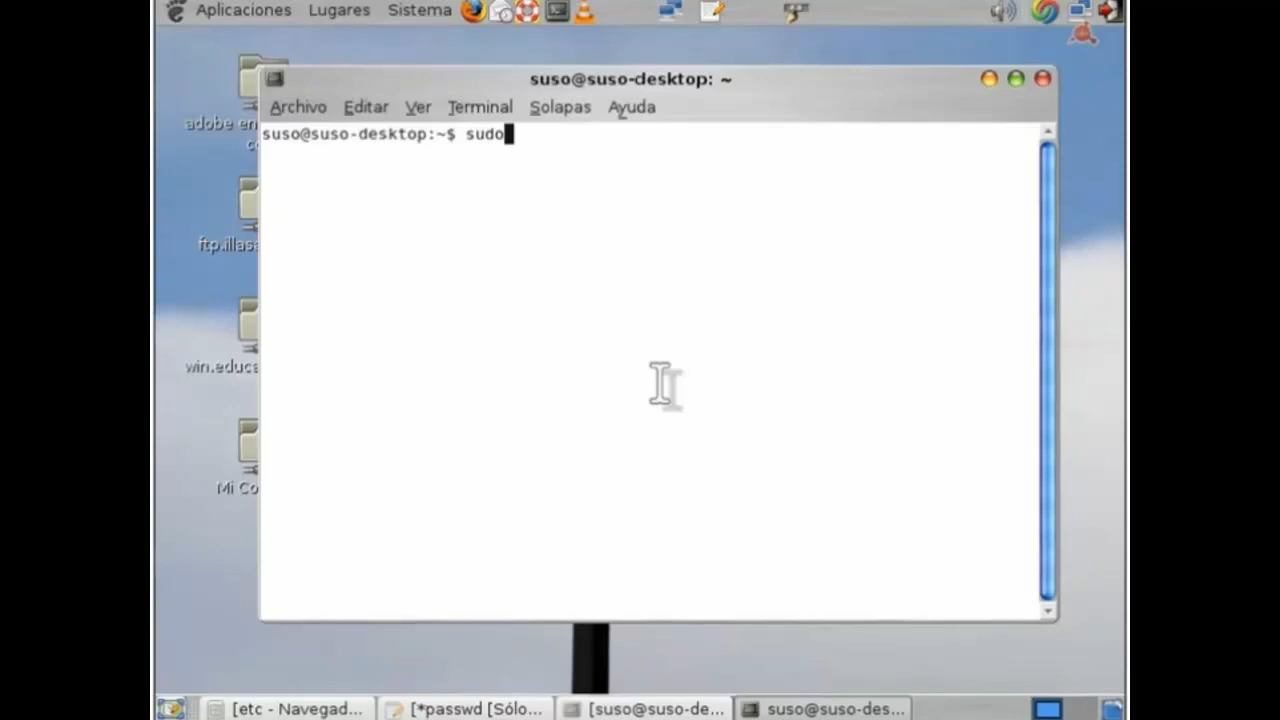 Aplicaciones Lugares Sistema
suso@suso-desktop: ~
Archivo Editar Ver Terminal Solapas Ayuda
suso@suso-desktop:~$ sudo
adobe en
ftp.illas
win.educa
Mi Co
[etc - Navegad... [*passwd [Sólo... [suso@suso-de... suso@suso-des...